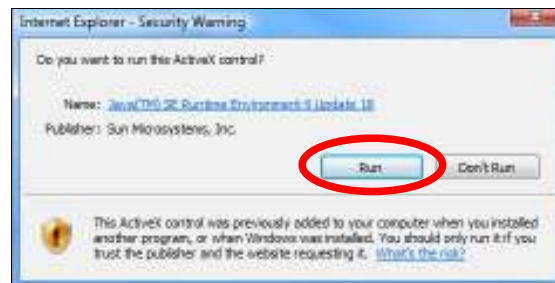 Internet Explorer - Security Warning
Do you want to run this ActiveX control?
Name: Java(TM) SE Runtime Environment 6 Update 18
Publisher: Sun Microsystems, Inc.
Run Don't Run
This ActiveX control was previously added to your computer when you installed
another program, or when Windows was installed. You should only run it if you
trust the publisher and the website requesting it. What's the risk?